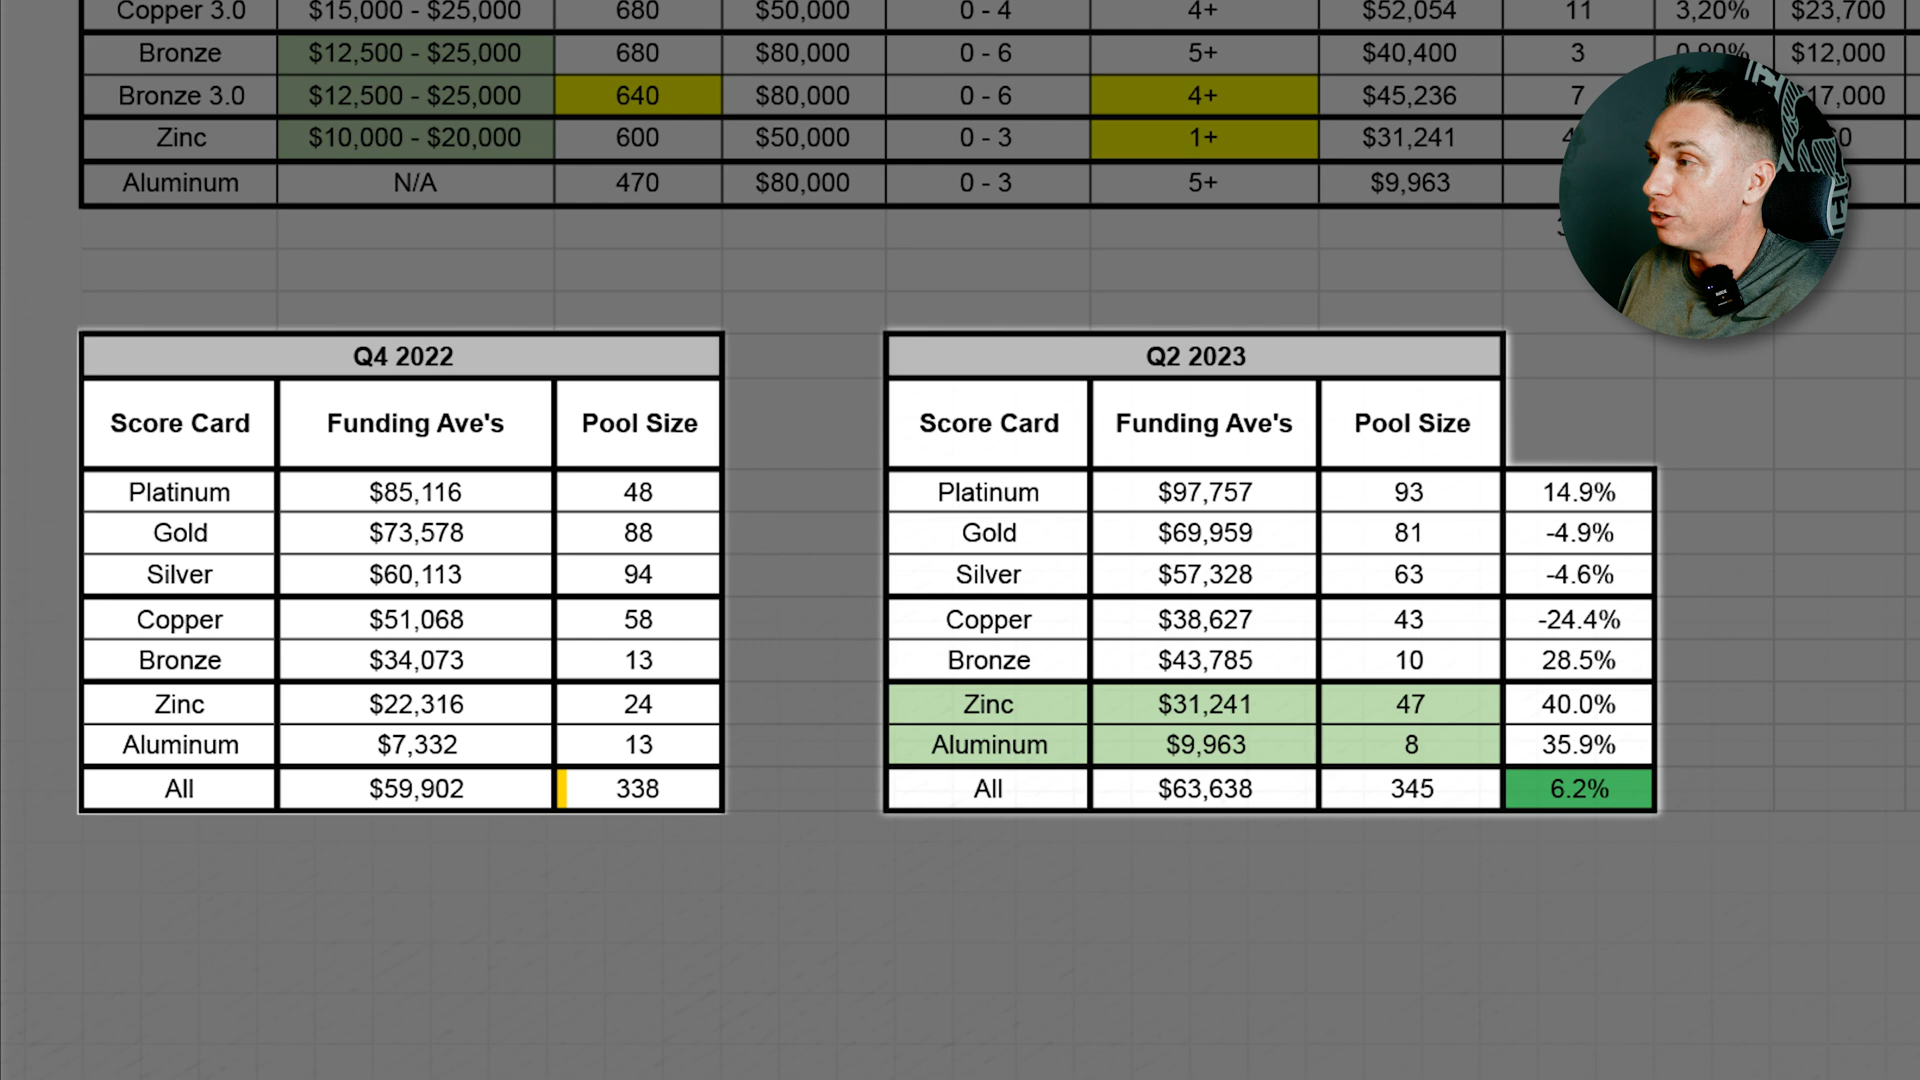 Copper 3.0 $15,000 - $25,000 680 $50,000 0 - 4 4+ $52,054 11 3,20% $23,700
Bronze $12,500 - $25,000 680 $80,000 0 - 6 5+ $40,400 3 0,90% $12,000
Bronze 3.0 $12,500 - $25,000 640 $80,000 0 - 6 4+ $45,236 7 17,000
Zinc $10,000 - $20,000 600 $50,000 0 - 3 1+ $31,241 4 0
Aluminum N/A 470 $80,000 0 - 3 5+ $9,963
Q4 2022
Score Card Funding Ave's Pool Size
Platinum $85,116 48
Gold $73,578 88
Silver $60,113 94
Copper $51,068 58
Bronze $34,073 13
Zinc $22,316 24
Aluminum $7,332 13
All $59,902 338
Q2 2023
Score Card Funding Ave's Pool Size
Platinum $97,757 93 14.9%
Gold $69,959 81 -4.9%
Silver $57,328 63 -4.6%
Copper $38,627 43 -24.4%
Bronze $43,785 10 28.5%
Zinc $31,241 47 40.0%
Aluminum $9,963 8 35.9%
All $63,638 345 6.2%